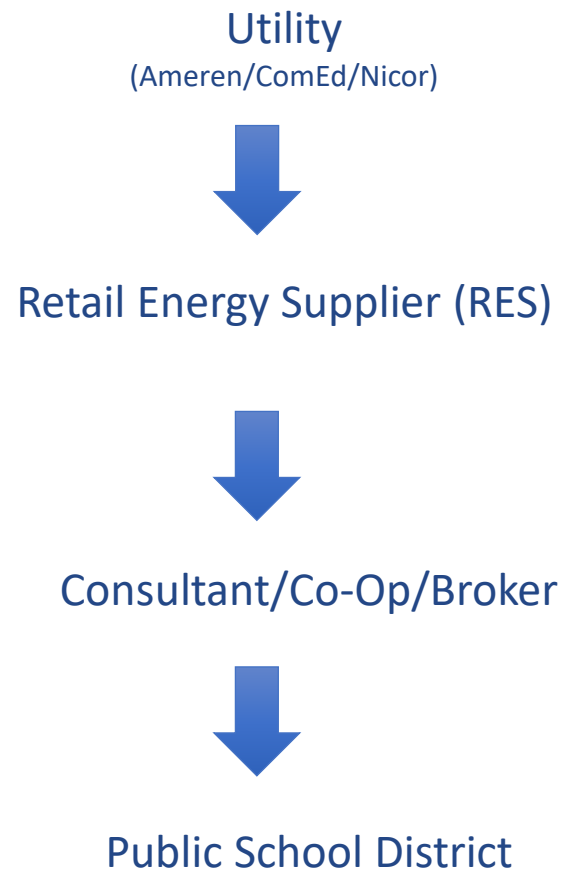 Utility
(Ameren/ComEd/Nicor)
Retail Energy Supplier (RES)
Consultant/Co-Op/Broker
Public School District